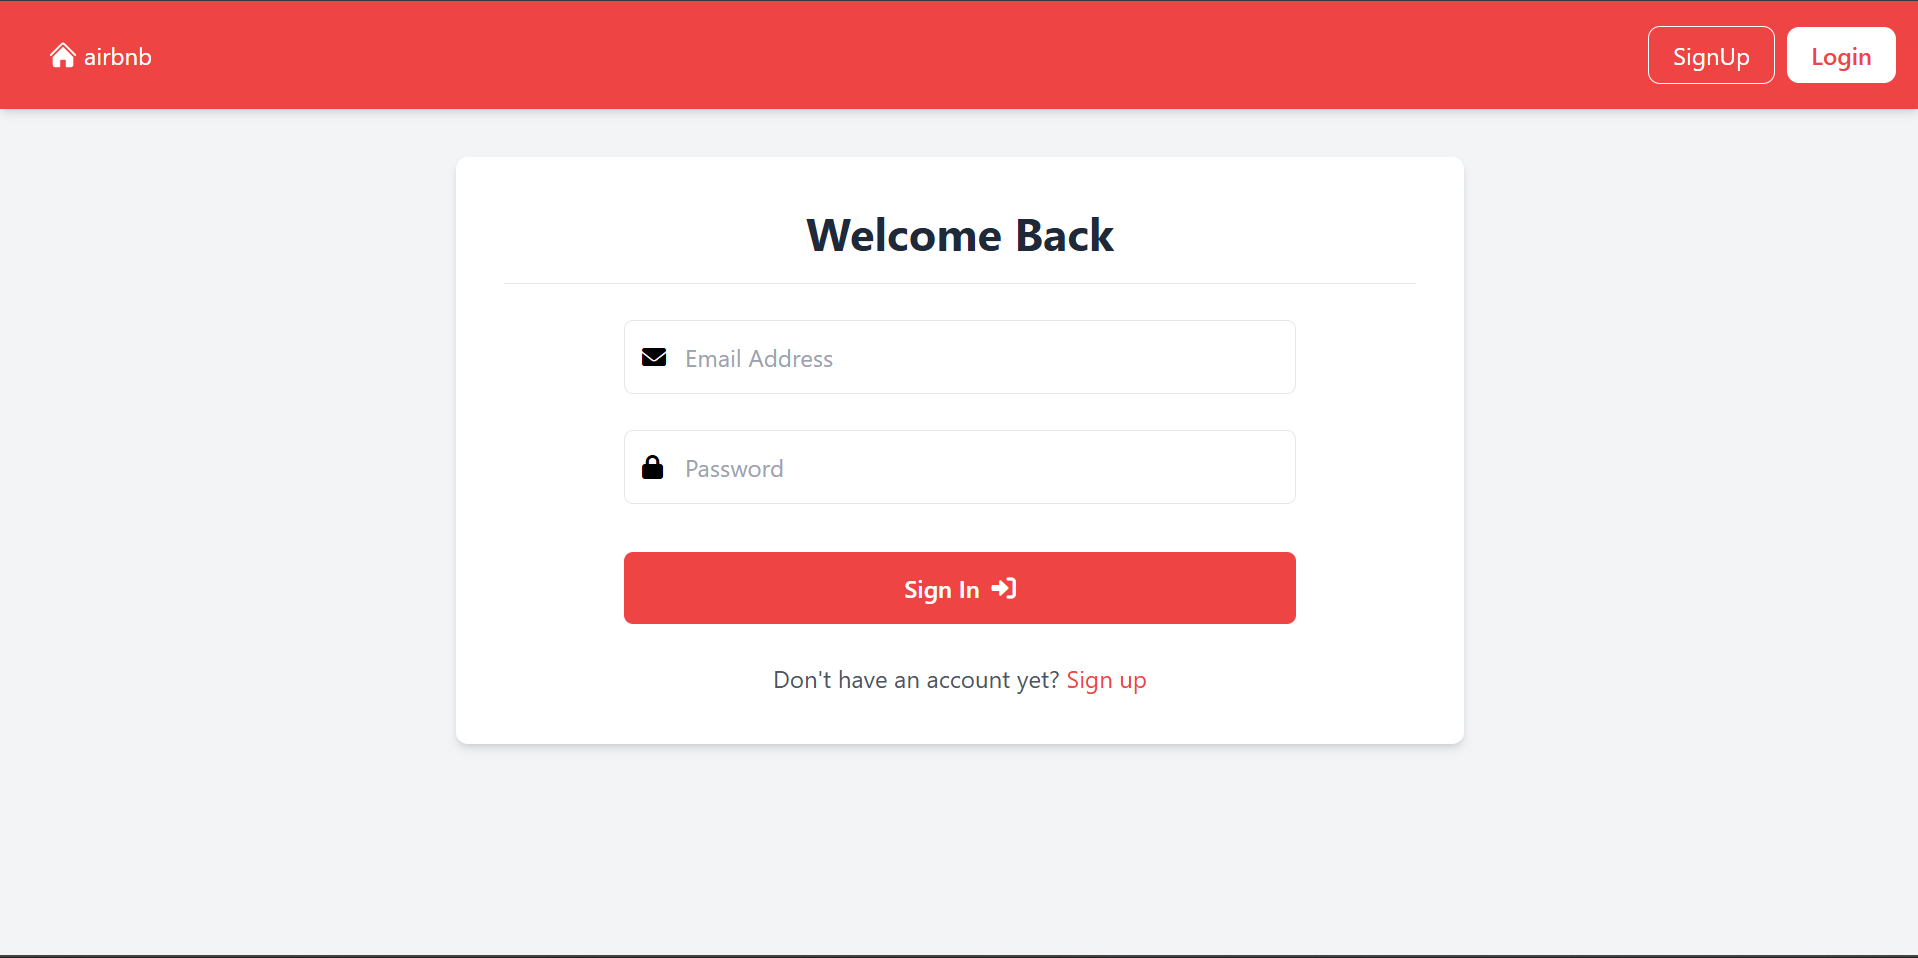 airbnb
SignUp
Login
Welcome Back
Email Address
Password
Sign In
Don't have an account yet? Sign up